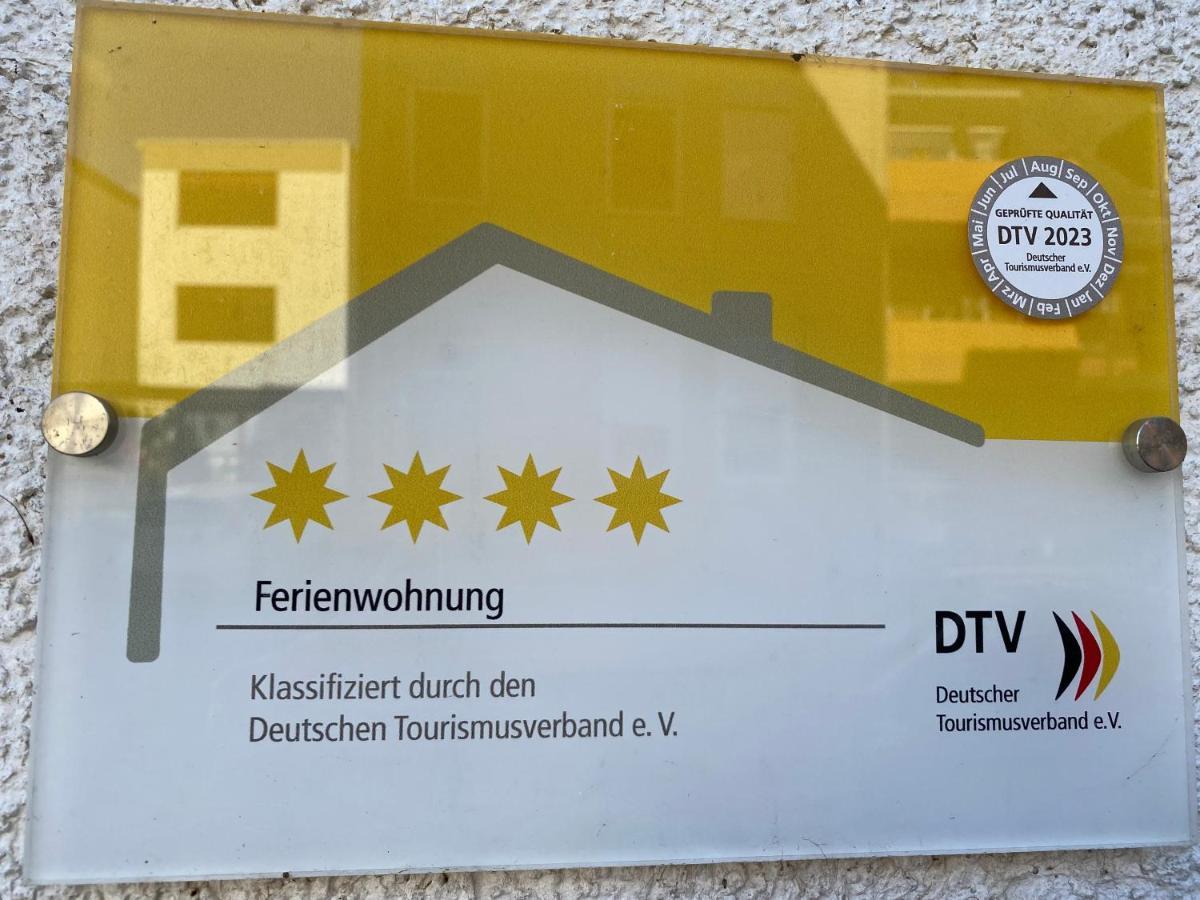 Jan Feb Mrz Apr Mai Jun Jul Aug Sep Okt Nov Dez
GEPRÜFTE QUALITÄT
DTV 2023
Deutscher
Tourismusverband e.V.
Ferienwohnung
Klassifiziert durch den
Deutschen Tourismusverband e. V.
DTV
Deutscher
Tourismusverband e.V.